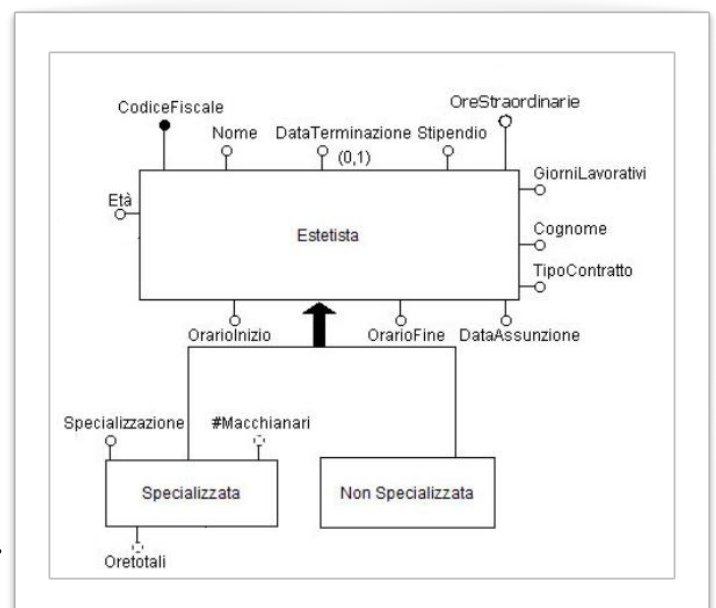 CodiceFiscale
OreStraordinarie
Nome
DataTerminazione
Stipendio
(0,1)
GiorniLavorativi
Età
Estetista
Cognome
TipoContratto
OrarioInizio
OrarioFine
DataAssunzione
Specializzazione
#Macchianari
Specializzata
Non Specializzata
Oretotali